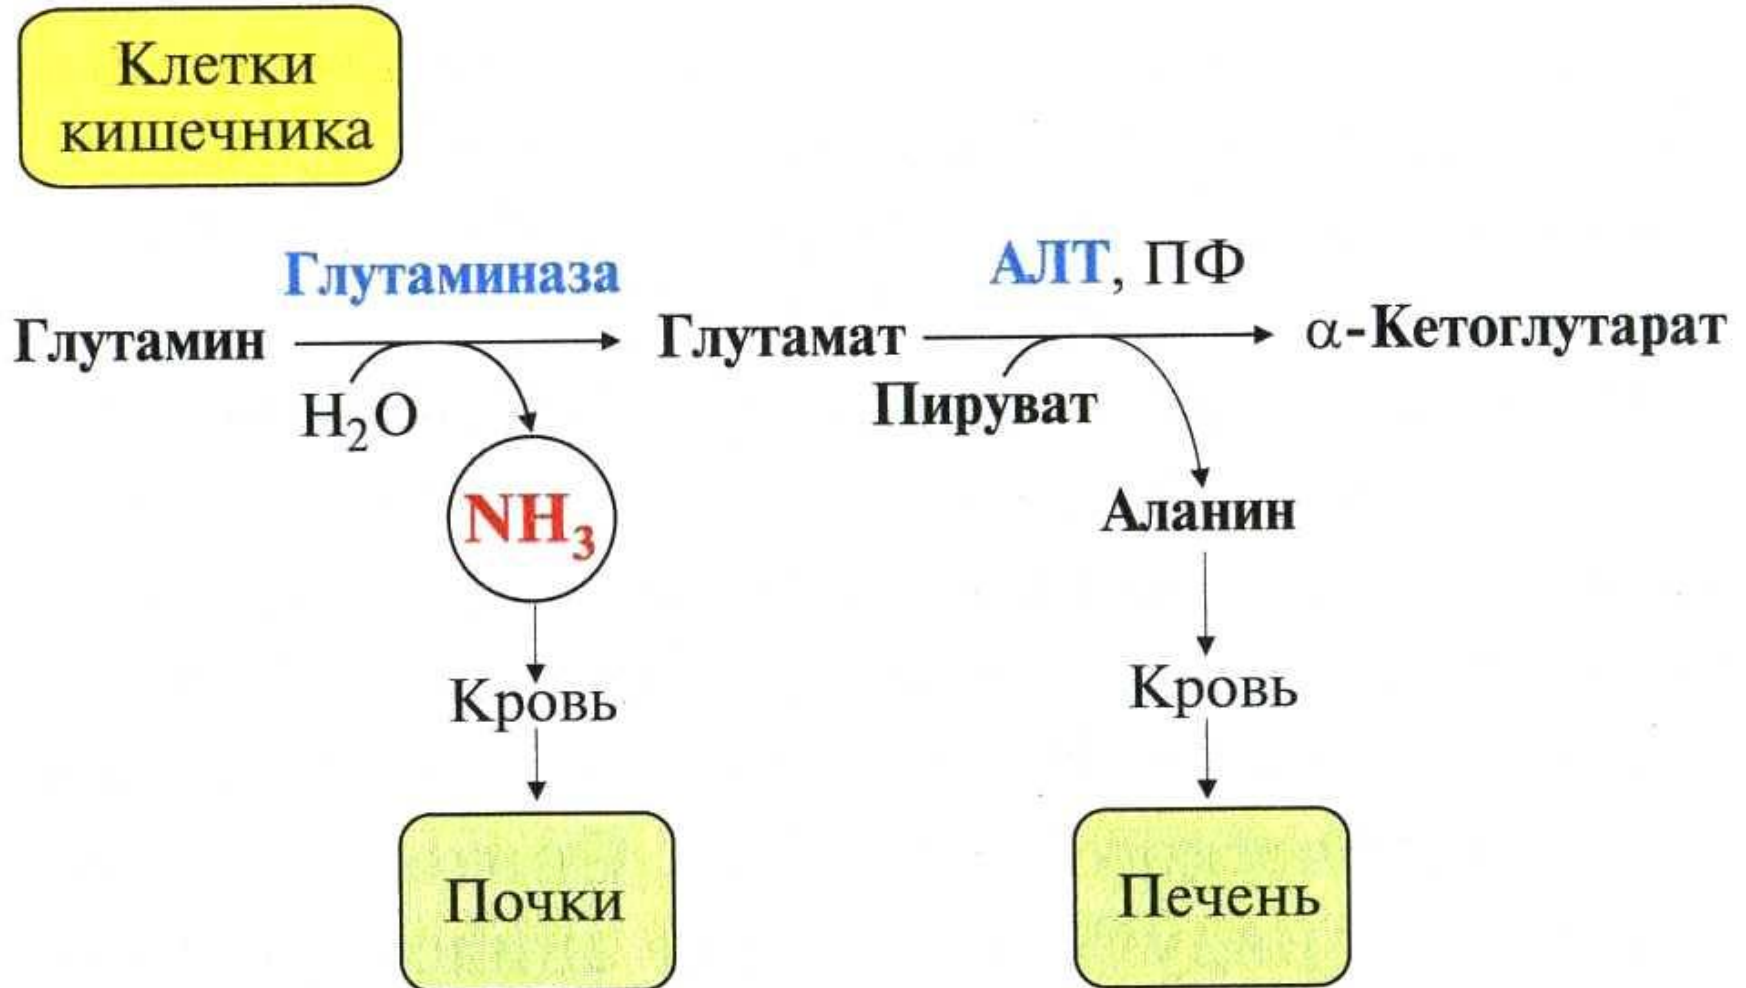 Клетки
кишечника
Глутаминаза
АЛТ, ПФ
Глутамин
Глутамат
α-Кетоглутарат
H₂O
Пируват
NH₃
Аланин
Кровь
Кровь
Почки
Печень